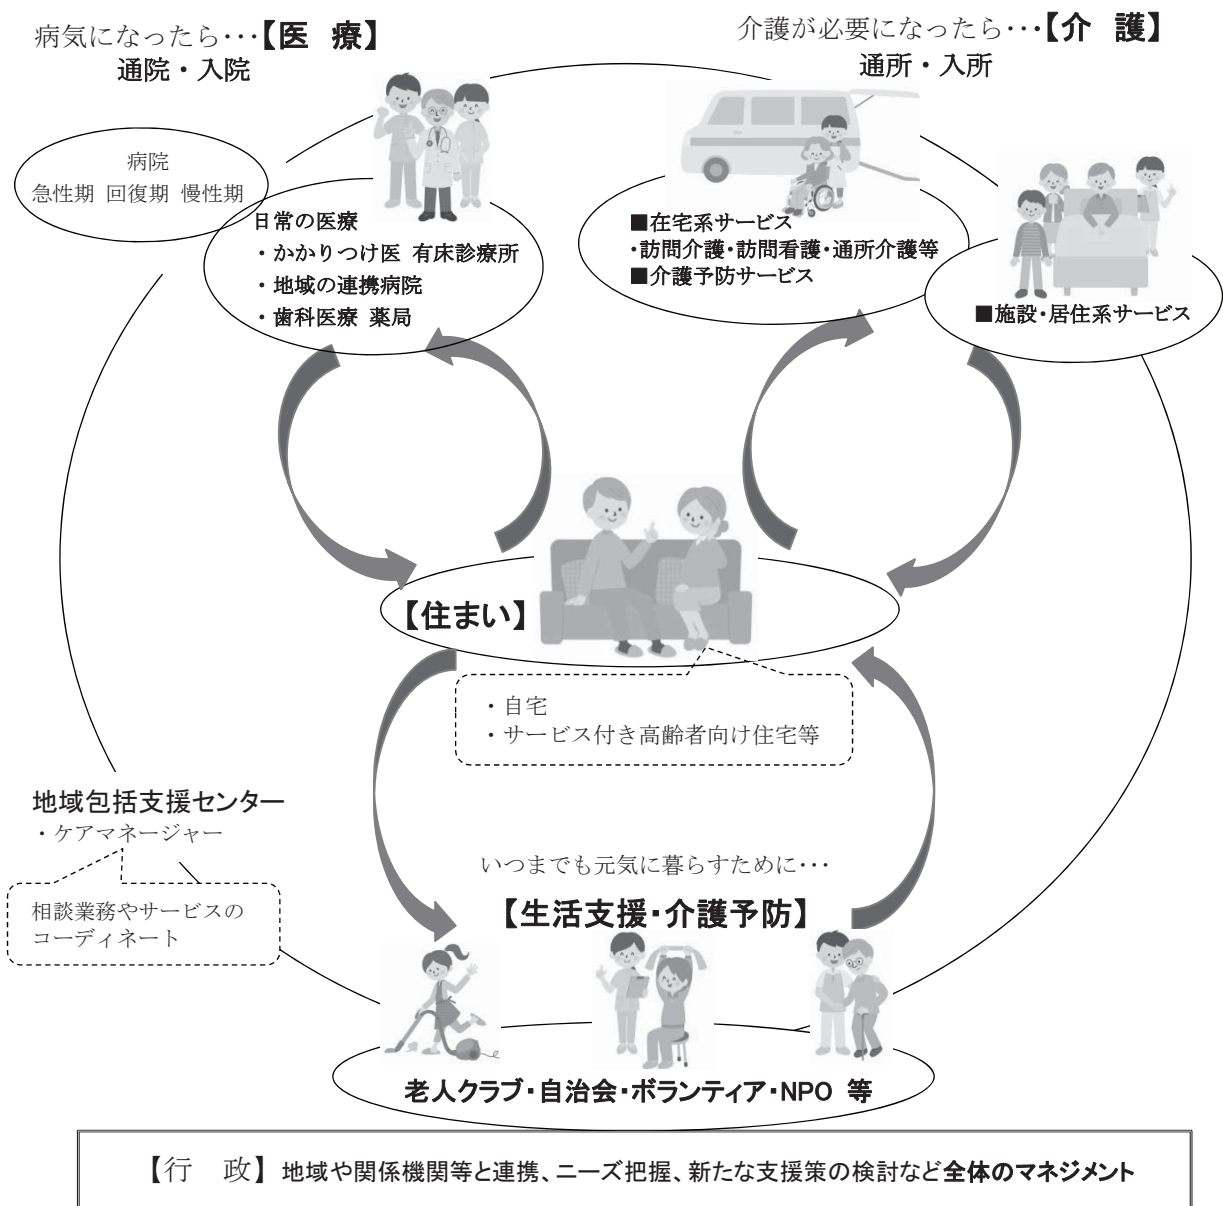 病気になったら･･･【医　療】
通院・入院
介護が必要になったら･･･【介　護】
通所・入所
病院
急性期 回復期 慢性期
日常の医療
・かかりつけ医 有床診療所
・地域の連携病院
・歯科医療 薬局
■在宅系サービス
・訪問介護・訪問看護・通所介護等
■介護予防サービス
■施設・居住系サービス
【住まい】
・自宅
・サービス付き高齢者向け住宅等
地域包括支援センター
・ケアマネージャー
相談業務やサービスの
コーディネート
いつまでも元気に暮らすために･･･
【生活支援・介護予防】
老人クラブ・自治会・ボランティア・NPO 等
【行　政】地域や関係機関等と連携、ニーズ把握、新たな支援策の検討など全体のマネジメント